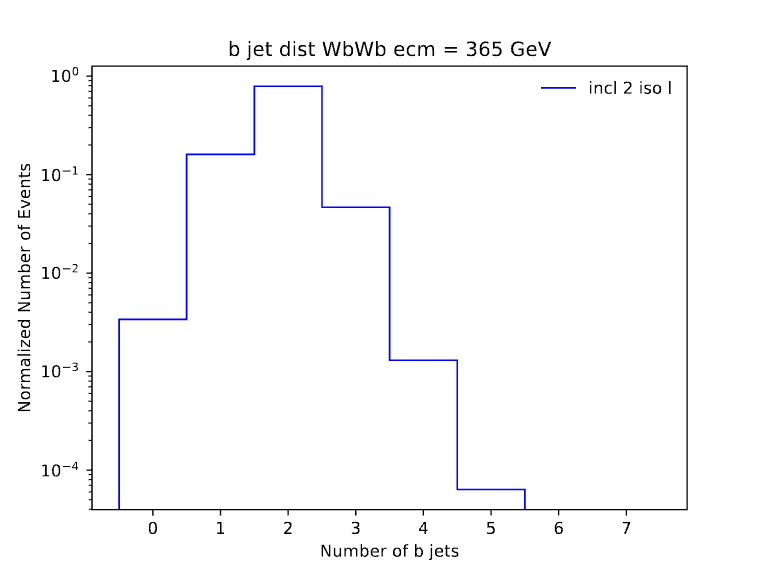 b jet dist WbWb ecm = 365 GeV
incl 2 iso l
Normalized Number of Events
10⁰
10⁻¹
10⁻²
10⁻³
10⁻⁴
0 1 2 3 4 5 6 7
Number of b jets